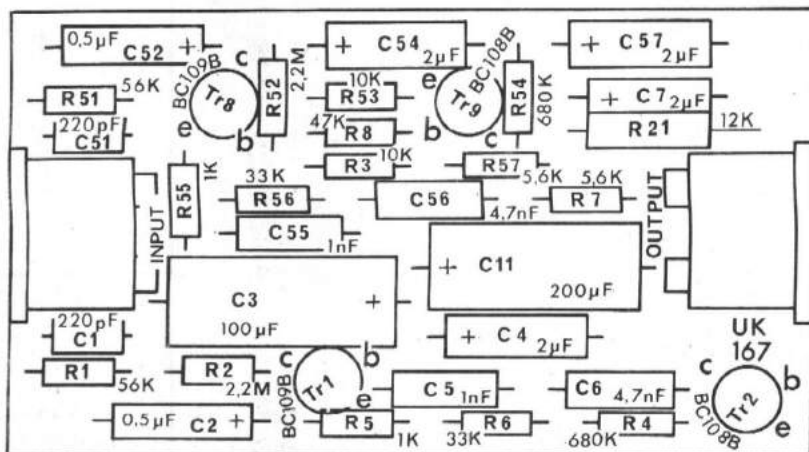 0,5µF
C52
+
BC109B
c
Tr8
e
b
R52
2,2M
+
C54
2µF
e
BC108B
Tr9
b
c
R54
680K
C57
+
2µF
R51
56K
10K
R53
+
C7
2µF
220pF
C51
47K
R8
R21
12K
10K
R3
R57
5,6K
R55
1K
33K
R56
C56
4,7nF
5,6K
R7
INPUT
C55
1nF
OUTPUT
C3
+
100µF
+
C11
200µF
220pF
C1
+
C4
2µF
UK
167
R1
56K
R2
2,2M
c
b
Tr1
e
BC109B
C5
1nF
C6
4,7nF
c
b
Tr2
e
BC108B
0,5µF
C2
+
R5
1K
R6
33K
R4
680K